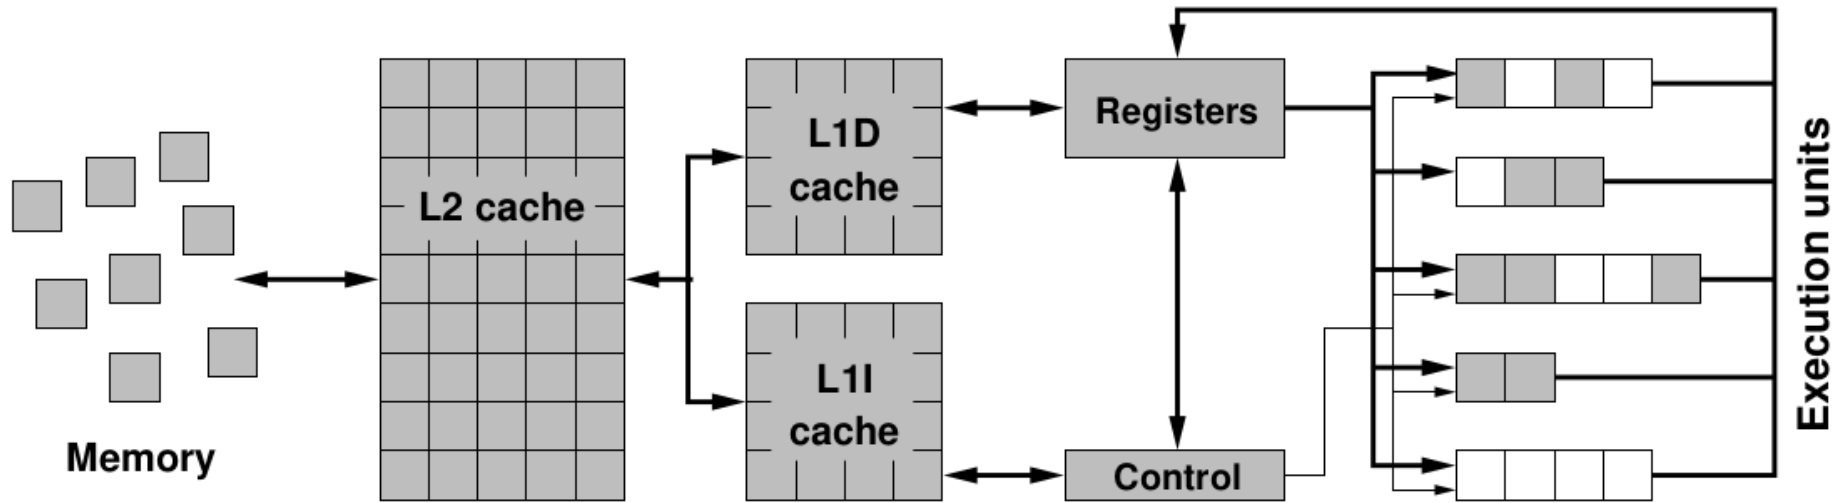 Memory
L2 cache
L1D
cache
L1I
cache
Registers
Control
Execution units